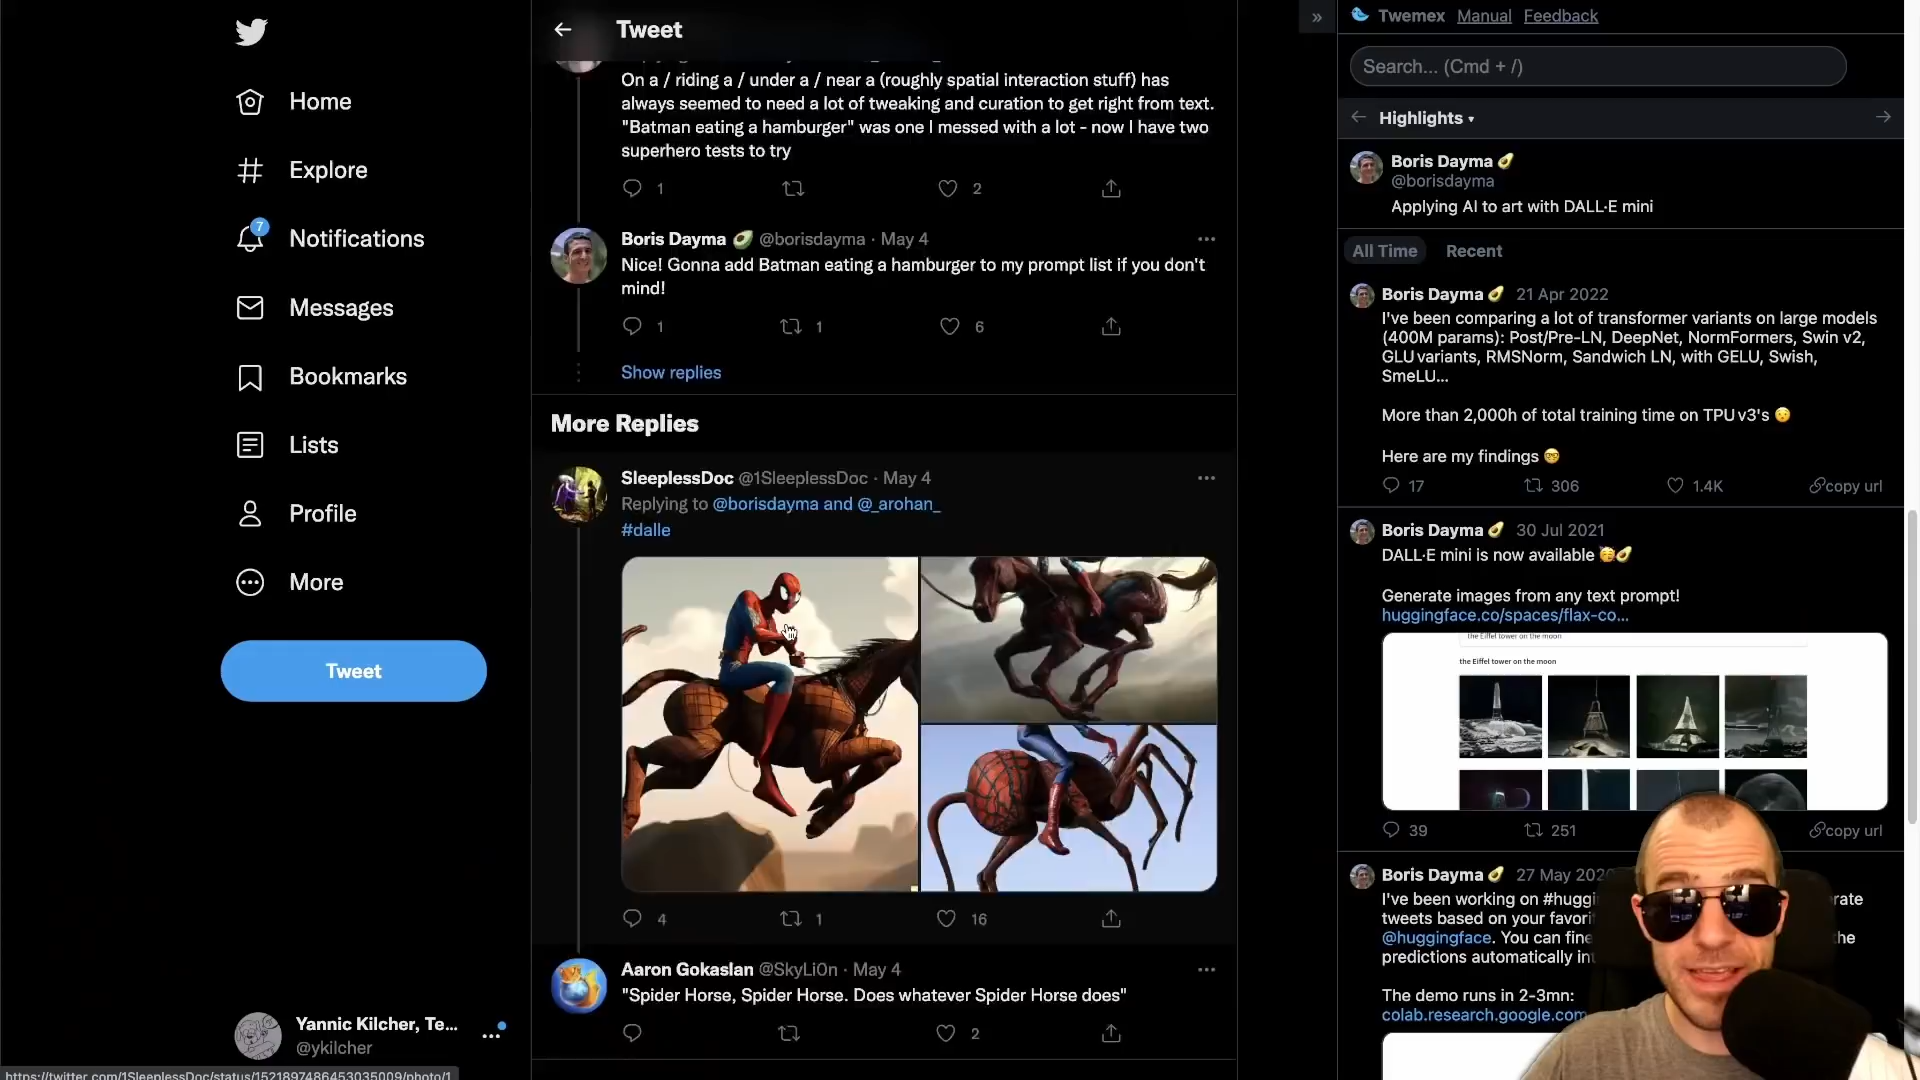 Home
Explore
7
Notifications
Messages
Bookmarks
Lists
Profile
More
Tweet
Yannic Kilcher, Te...
@ykilcher
https://twitter.com/1SleeplessDoc/status/1521897486453035009/photo/1
Tweet
On a / riding a / under a / near a (roughly spatial interaction stuff) has
always seemed to need a lot of tweaking and curation to get right from text.
"Batman eating a hamburger" was one I messed with a lot - now I have two
superhero tests to try
1 2
Boris Dayma 🥑 @borisdayma · May 4
Nice! Gonna add Batman eating a hamburger to my prompt list if you don't
mind!
1 1 6
Show replies
More Replies
SleeplessDoc @1SleeplessDoc · May 4
Replying to @borisdayma and @_arohan_
#dalle
4 1 16
Aaron Gokaslan @SkyLi0n · May 4
"Spider Horse, Spider Horse. Does whatever Spider Horse does"
2
»
Twemex Manual Feedback
Search... (Cmd + /)
Highlights
Boris Dayma 🥑
@borisdayma
Applying AI to art with DALL·E mini
All Time Recent
Boris Dayma 🥑 21 Apr 2022
I've been comparing a lot of transformer variants on large models
(400M params): Post/Pre-LN, DeepNet, NormFormers, Swin v2,
GLU variants, RMSNorm, Sandwich LN, with GELU, Swish,
SmeLU...
More than 2,000h of total training time on TPU v3's 😥
Here are my findings 🤓
17 306 1.4K copy url
Boris Dayma 🥑 30 Jul 2021
DALL·E mini is now available 🥳🥑
Generate images from any text prompt!
huggingface.co/spaces/flax-co...
The Eiffel tower on the moon
the Eiffel tower on the moon
39 251 copy url
Boris Dayma 🥑 27 May 2020
I've been working on #huggi rate
tweets based on your favori
@huggingface. You can fine he
predictions automatically in
The demo runs in 2-3mn:
colab.research.google.com